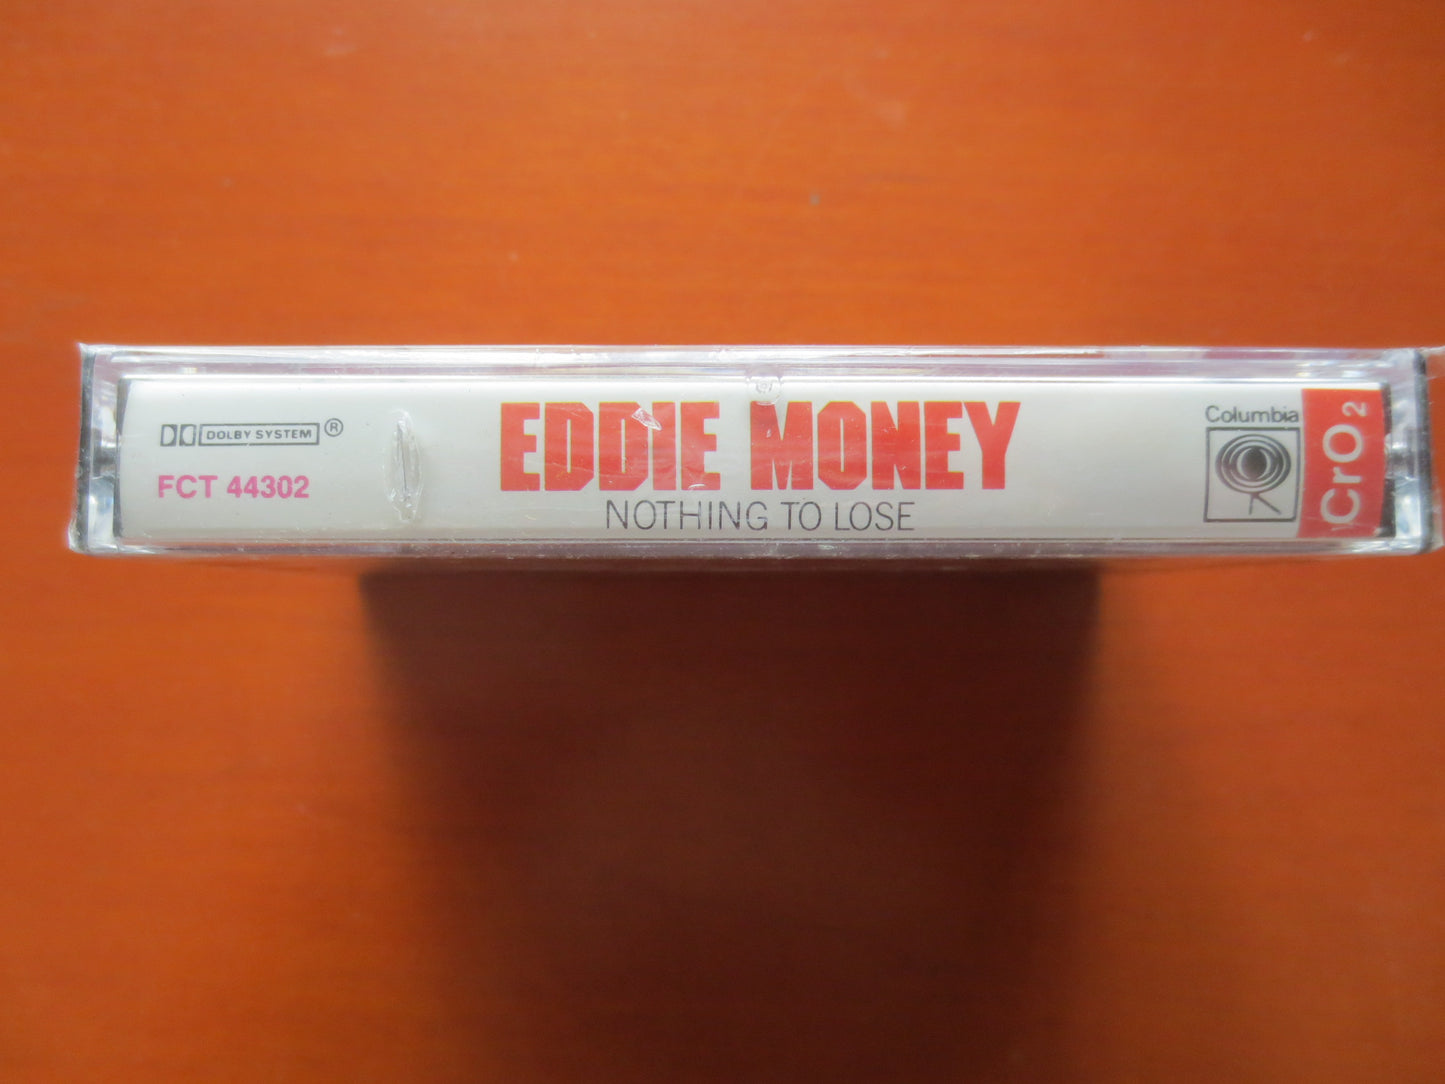 DOLBY SYSTEM ®
FCT 44302
EDDIE MONEY
NOTHING TO LOSE
Columbia
CrO2